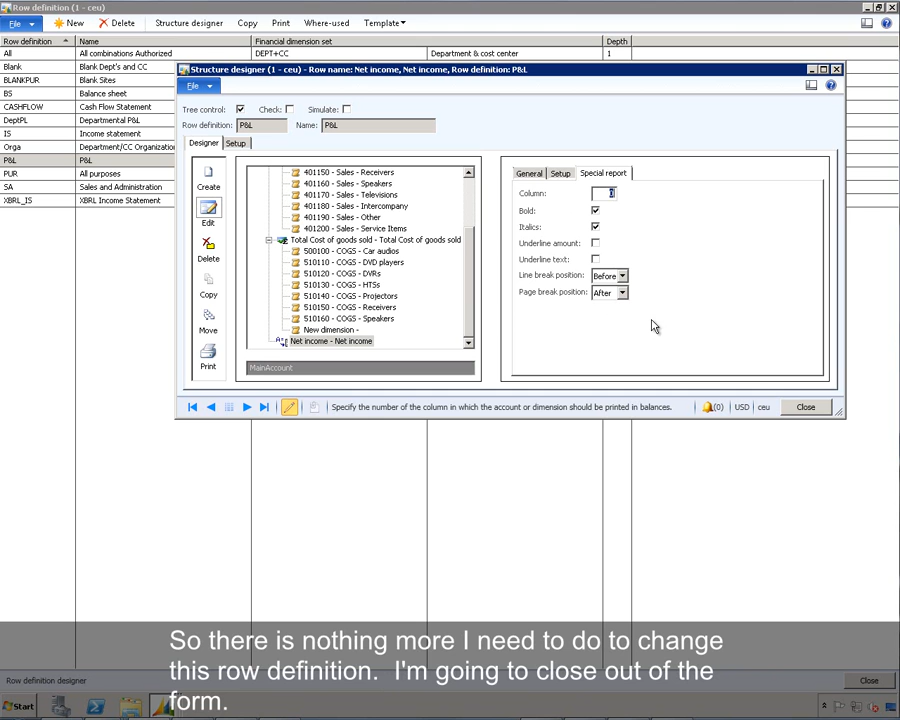 Row definition (1 - ceu)
File New Delete Structure designer Copy Print Where-used Template
Row definition Name Financial dimension set Depth
All All combinations Authorized DEPT+CC Department & cost center 1
Blank Blank Dept's and CC
BLANKPUR Blank Sites
BS Balance sheet
CASHFLOW Cash Flow Statement
DeptPL Departmental P&L
IS Income statement
Orga Department/CC Organization
P&L P&L
PUR All purposes
SA Sales and Administration
XBRL_IS XBRL Income Statement
Structure designer (1 - ceu) - Row name: Net income, Net income, Row definition: P&L
File
Tree control: Check: Simulate:
Row definition: P&L Name: P&L
Designer Setup
Create
Edit
Delete
Copy
Move
Print
401150 - Sales - Receivers
401160 - Sales - Speakers
401170 - Sales - Televisions
401180 - Sales - Intercompany
401190 - Sales - Other
401200 - Sales - Service Items
Total Cost of goods sold - Total Cost of goods sold
500100 - COGS - Car audios
510110 - COGS - DVD players
510120 - COGS - DVRs
510130 - COGS - HTSs
510140 - COGS - Projectors
510150 - COGS - Receivers
510160 - COGS - Speakers
New dimension -
Net income - Net income
MainAccount
General Setup Special report
Column: 0
Bold:
Italics:
Underline amount:
Underline text:
Line break position: Before
Page break position: After
Specify the number of the column in which the account or dimension should be printed in balances. (0) USD ceu Close
So there is nothing more I need to do to change
this row definition. I'm going to close out of the
form.
Row definition designer Close
Start